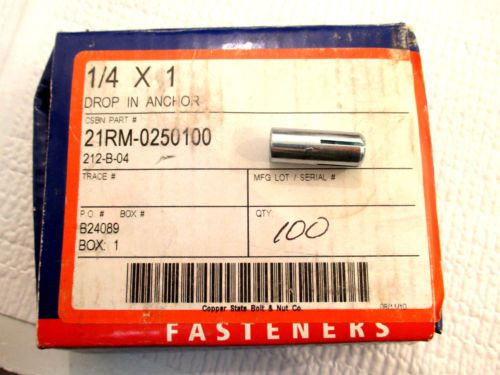 1/4 X 1
DROP IN ANCHOR
CSBN PART #
21RM-0250100
212-B-04
TRACE #
MFG LOT / SERIAL #
P.O. # BOX #
B24089
BOX: 1
QTY:
100
Copper State Bolt & Nut Co.
FASTENERS